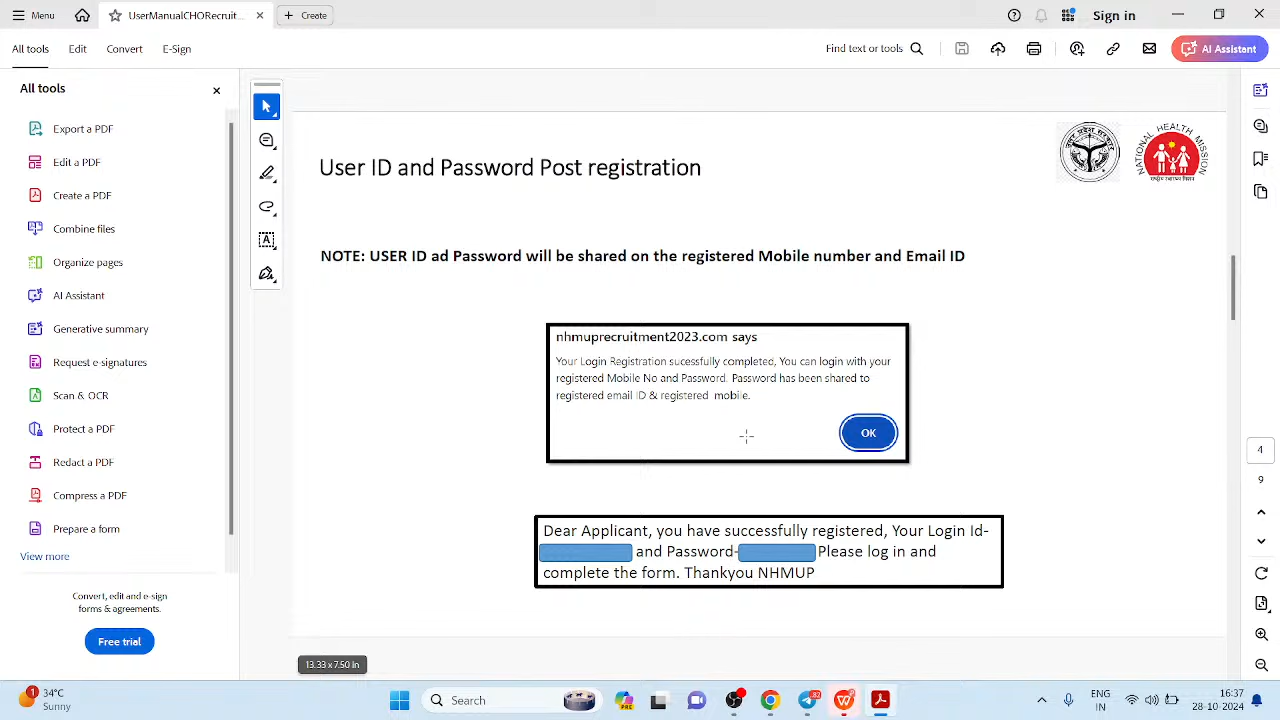 Menu
UserManualCHORecruit...
Create
Sign in
All tools
Edit
Convert
E-Sign
Find text or tools
AI Assistant
All tools
Export a PDF
Edit a PDF
Create a PDF
Combine files
Organize pages
AI Assistant
Generative summary
Request e-signatures
Scan & OCR
Protect a PDF
Redact a PDF
Compress a PDF
Prepare a form
View more
Convert, edit and e-sign
forms & agreements.
Free trial
User ID and Password Post registration
NATIONAL HEALTH MISSION
NOTE: USER ID ad Password will be shared on the registered Mobile number and Email ID
nhmuprecruitment2023.com says
Your Login Registration sucessfully completed, You can login with your
registered Mobile No and Password. Password has been shared to
registered email ID & registered mobile.
OK
Dear Applicant, you have successfully registered, Your Login Id-
and Password- Please log in and
complete the form. Thankyou NHMUP
4
9
13.33 x 7.50 in
1
34°C
Sunny
Search
PRE
ENG
IN
16:37
28-10-2024